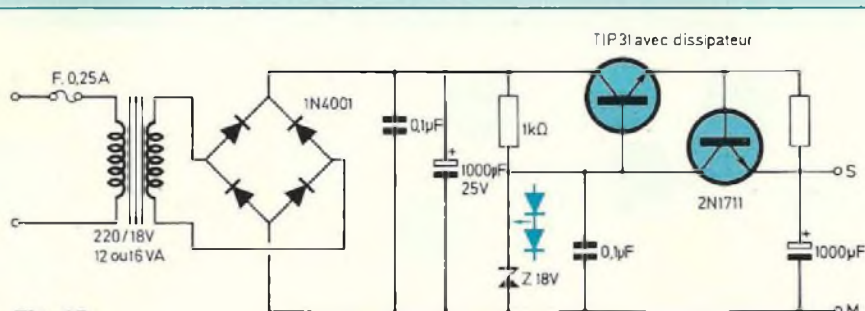 TIP31 avec dissipateur
F. 0,25A
1N4001
0,1µF
1000µF
25V
1kΩ
2N1711
S
220/18V
12 ou 16 VA
Z 18V
0,1µF
1000µF
M